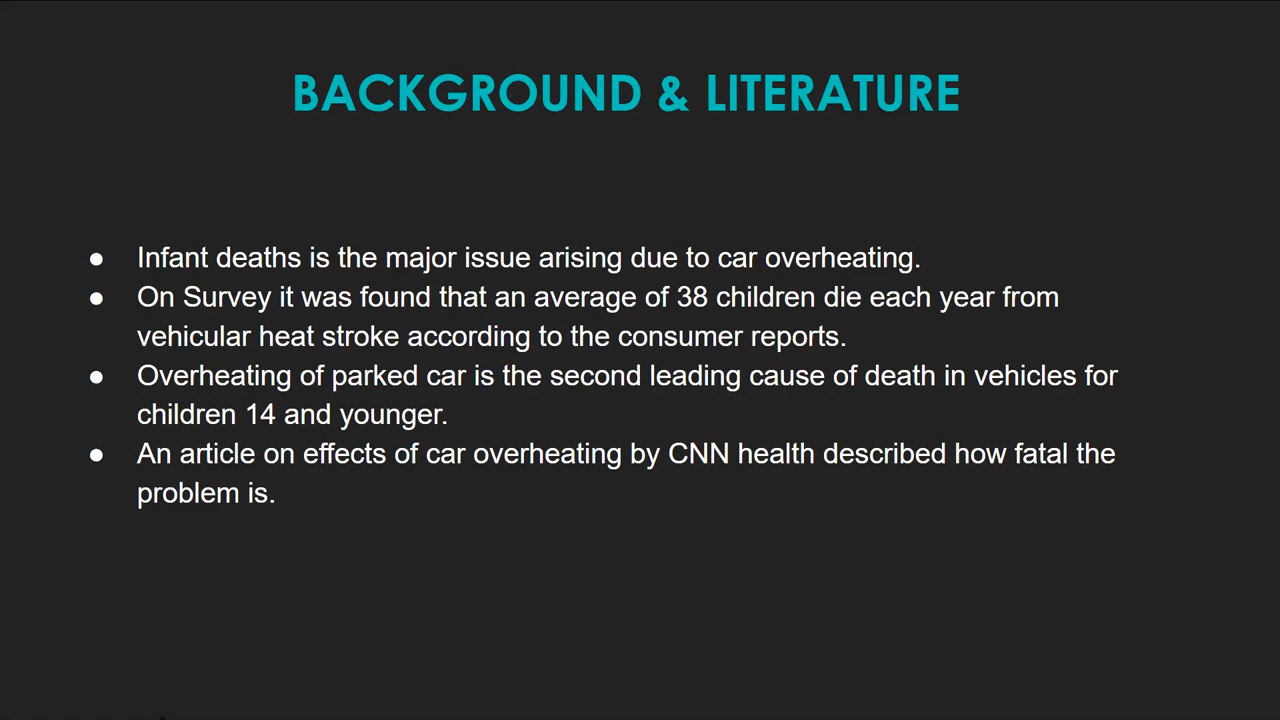 BACKGROUND & LITERATURE
● Infant deaths is the major issue arising due to car overheating.
● On Survey it was found that an average of 38 children die each year from
vehicular heat stroke according to the consumer reports.
● Overheating of parked car is the second leading cause of death in vehicles for
children 14 and younger.
● An article on effects of car overheating by CNN health described how fatal the
problem is.